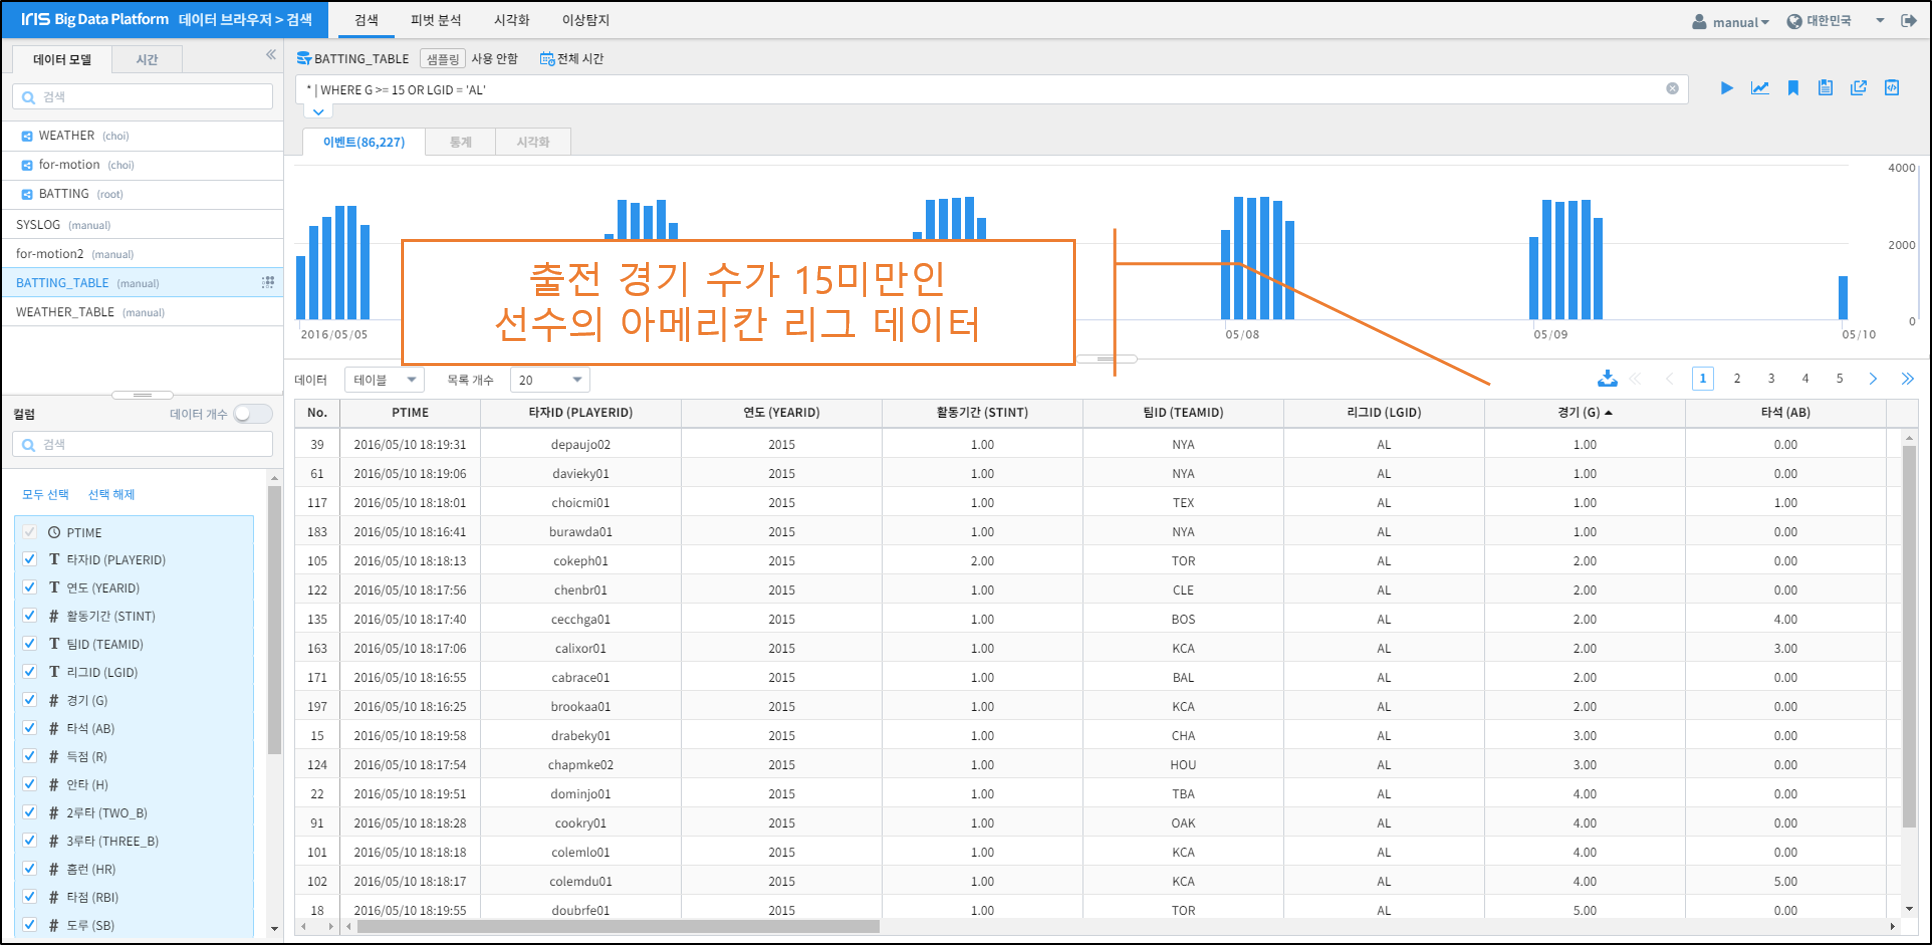 IRIS Big Data Platform 데이터 브라우저 > 검색
검색 피벗 분석 시각화 이상탐지
manual 대한민국
데이터 모델 시간
검색
WEATHER (choi)
for-motion (choi)
BATTING (root)
SYSLOG (manual)
for-motion2 (manual)
BATTING_TABLE (manual)
WEATHER_TABLE (manual)
컬럼 데이터 개수
검색
모두 선택 선택 해제
PTIME
T 타자ID (PLAYERID)
T 연도 (YEARID)
# 활동기간 (STINT)
T 팀ID (TEAMID)
T 리그ID (LGID)
# 경기 (G)
# 타석 (AB)
# 득점 (R)
# 안타 (H)
# 2루타 (TWO_B)
# 3루타 (THREE_B)
# 홈런 (HR)
# 타점 (RBI)
# 도루 (SB)
BATTING_TABLE 샘플링 사용 안함 전체 시간
* | WHERE G >= 15 OR LGID = 'AL'
이벤트(86,227) 통계 시각화
4000
2000
0
2016/05/05 05/08 05/09 05/10
출전 경기 수가 15미만인
선수의 아메리칸 리그 데이터
데이터 테이블 목록 개수 20 1 2 3 4 5
No. PTIME 타자ID (PLAYERID) 연도 (YEARID) 활동기간 (STINT) 팀ID (TEAMID) 리그ID (LGID) 경기 (G) 타석 (AB)
39 2016/05/10 18:19:31 depaujo02 2015 1.00 NYA AL 1.00 0.00
61 2016/05/10 18:19:06 davieky01 2015 1.00 NYA AL 1.00 0.00
117 2016/05/10 18:18:01 choicmi01 2015 1.00 TEX AL 1.00 1.00
183 2016/05/10 18:16:41 burawda01 2015 1.00 NYA AL 1.00 0.00
105 2016/05/10 18:18:13 cokeph01 2015 2.00 TOR AL 2.00 0.00
122 2016/05/10 18:17:56 chenbr01 2015 1.00 CLE AL 2.00 0.00
135 2016/05/10 18:17:40 cecchga01 2015 1.00 BOS AL 2.00 4.00
163 2016/05/10 18:17:06 calixor01 2015 1.00 KCA AL 2.00 3.00
171 2016/05/10 18:16:55 cabrace01 2015 1.00 BAL AL 2.00 0.00
197 2016/05/10 18:16:25 brookaa01 2015 1.00 KCA AL 2.00 0.00
15 2016/05/10 18:19:58 drabeky01 2015 1.00 CHA AL 3.00 0.00
124 2016/05/10 18:17:54 chapmke02 2015 1.00 HOU AL 3.00 0.00
22 2016/05/10 18:19:51 dominjo01 2015 1.00 TBA AL 4.00 0.00
91 2016/05/10 18:18:28 cookry01 2015 1.00 OAK AL 4.00 0.00
101 2016/05/10 18:18:18 colemlo01 2015 1.00 KCA AL 4.00 0.00
102 2016/05/10 18:18:17 colemdu01 2015 1.00 KCA AL 4.00 5.00
18 2016/05/10 18:19:55 doubrfe01 2015 1.00 TOR AL 5.00 0.00